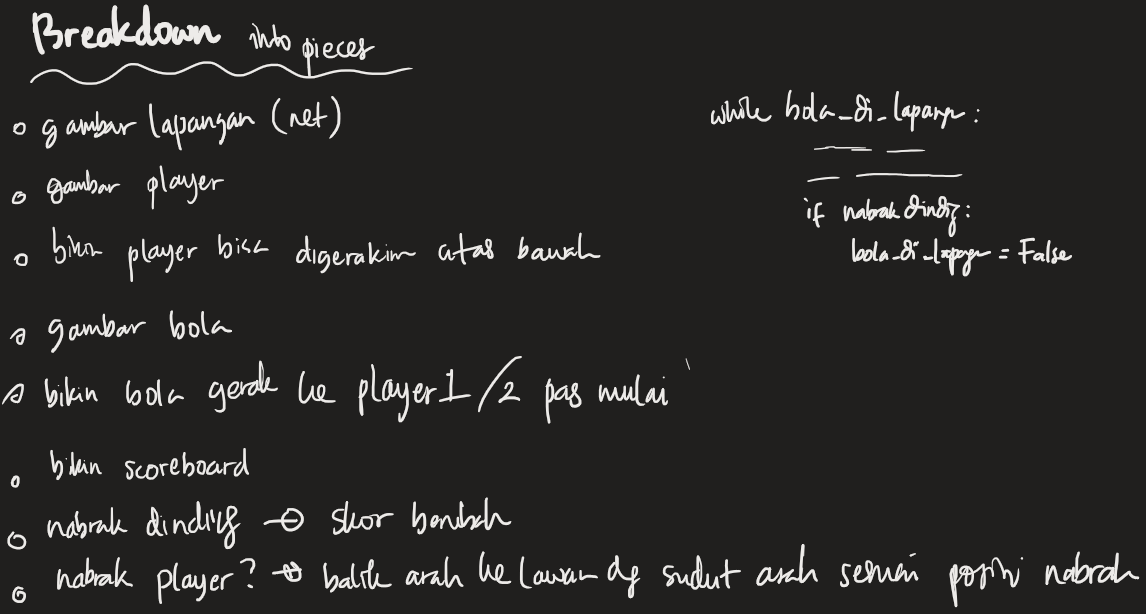 Breakdown into pieces
gambar lapangan (net)
gambar player
bikin player bisa digerakin atas bawah
gambar bola
bikin bola gerak ke player 1/2 pas mulai
bikin scoreboard
nabrak dinding → skor bambah
nabrak player? → balik arah ke lawan dg sudut arah sesuai posisi nabrak
while bola_di_lapangan:
if nabrak dinding:
bola_di_lapangan = False